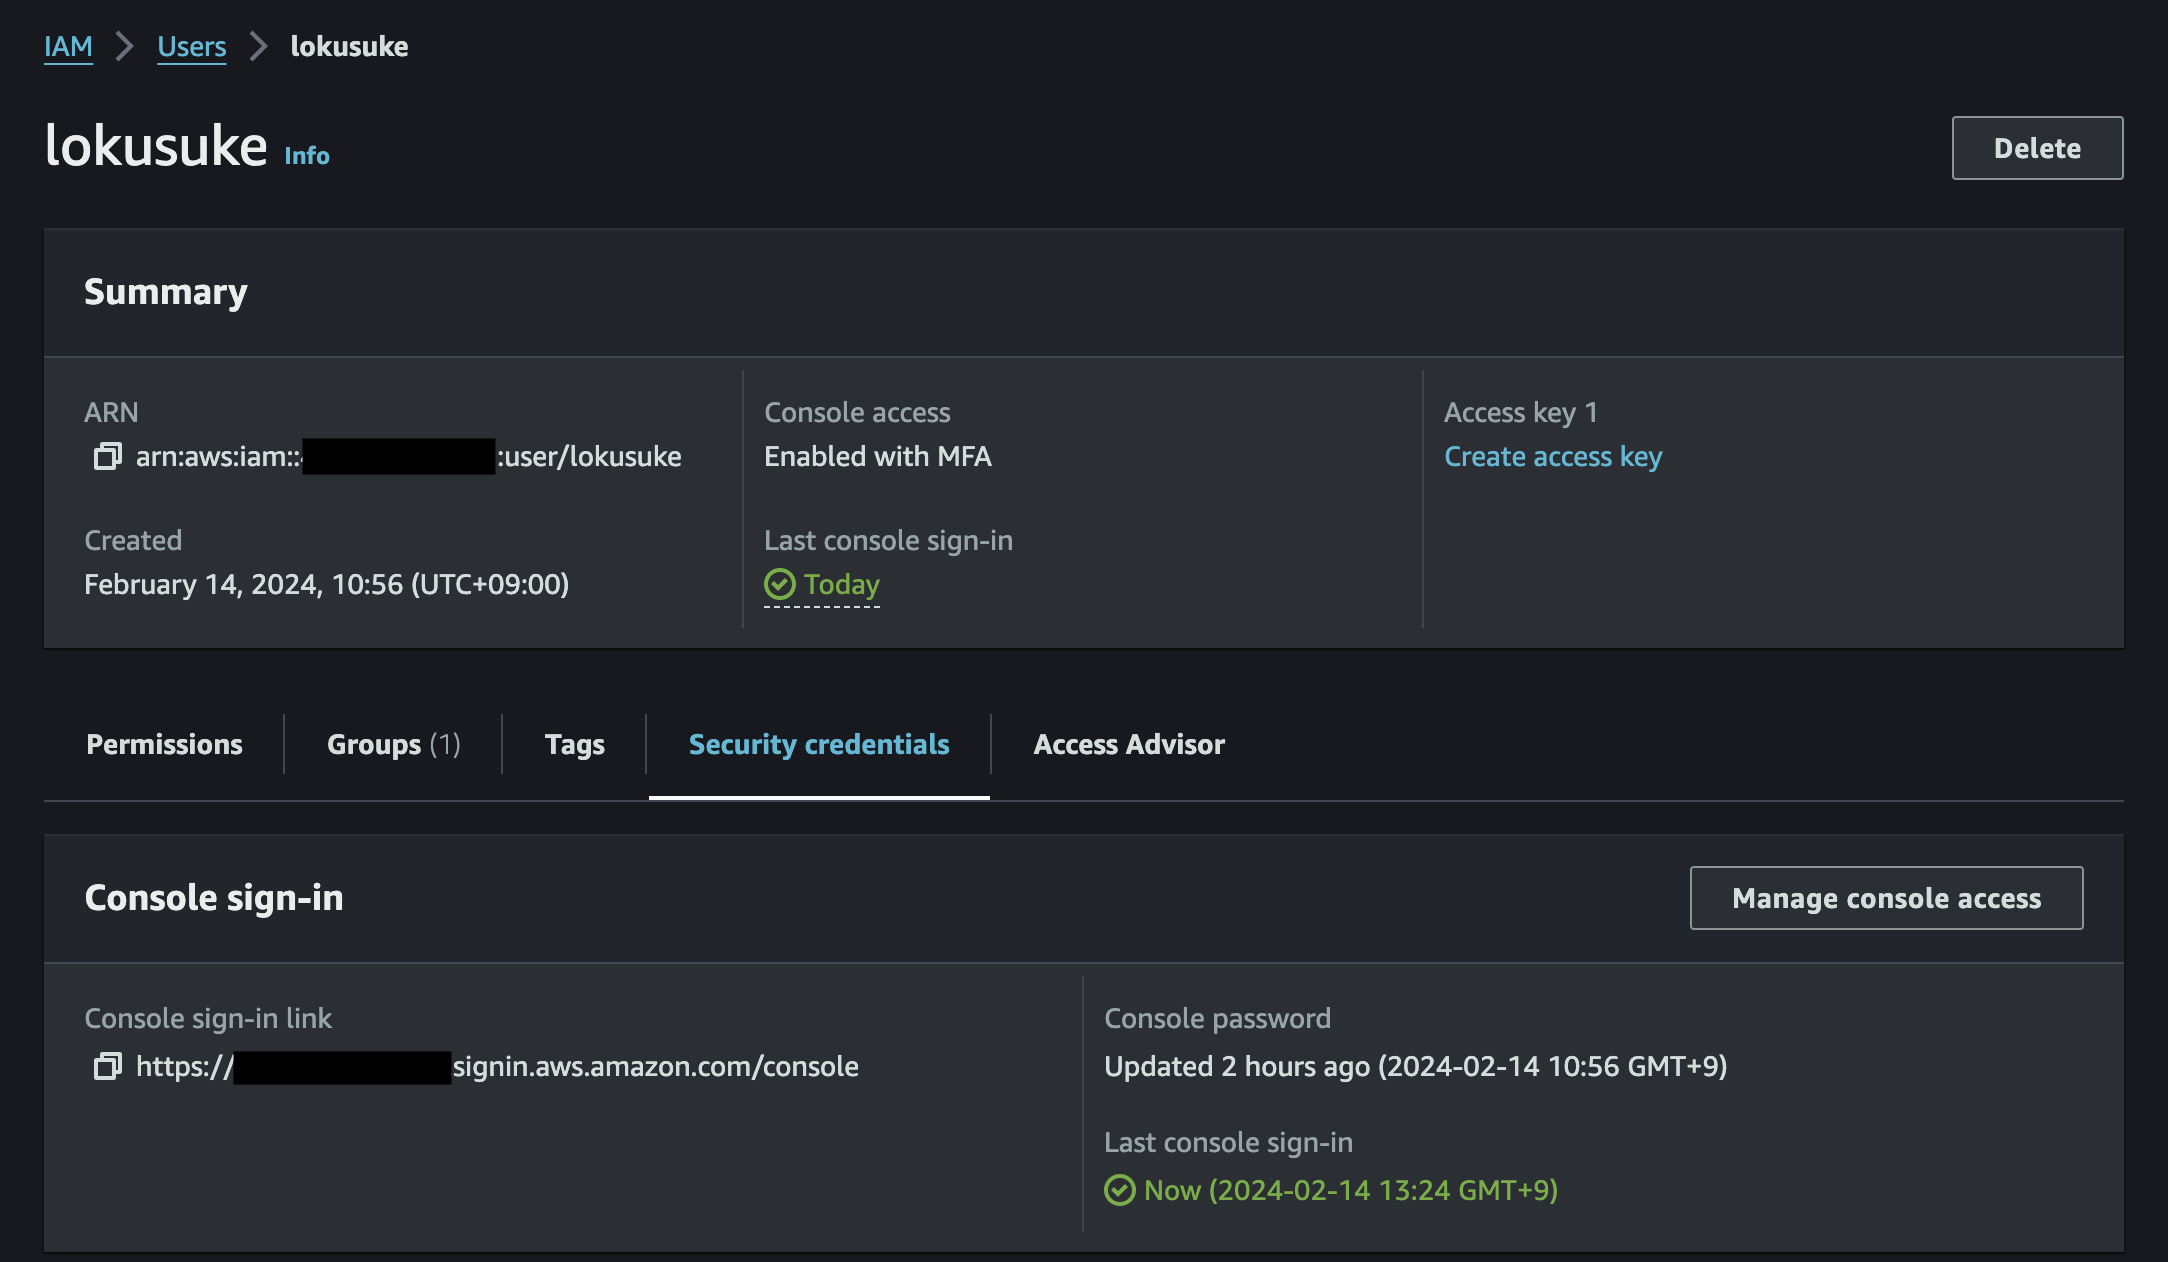 IAM > Users > lokusuke
lokusuke Info
Delete
Summary
ARN
arn:aws:iam:: :user/lokusuke
Created
February 14, 2024, 10:56 (UTC+09:00)
Console access
Enabled with MFA
Last console sign-in
Today
Access key 1
Create access key
Permissions
Groups (1)
Tags
Security credentials
Access Advisor
Console sign-in
Manage console access
Console sign-in link
https:// signin.aws.amazon.com/console
Console password
Updated 2 hours ago (2024-02-14 10:56 GMT+9)
Last console sign-in
Now (2024-02-14 13:24 GMT+9)